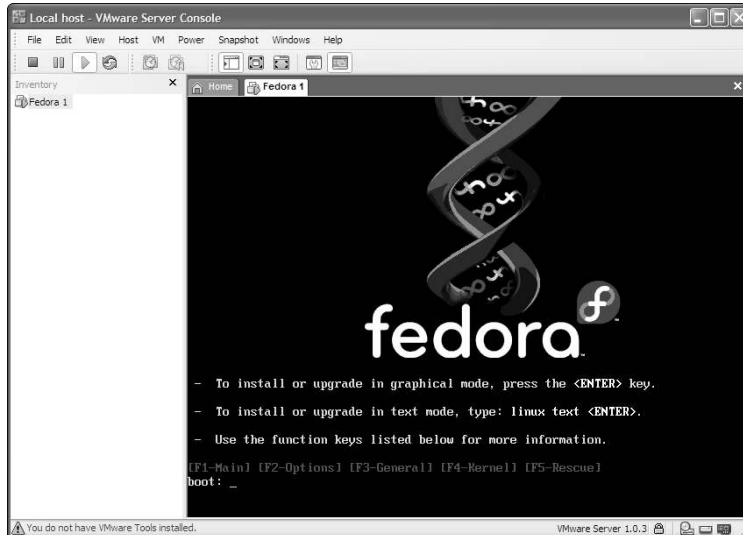 Local host - VMware Server Console
File Edit View Host VM Power Snapshot Windows Help
Inventory
Fedora 1
Home Fedora 1
fedora
- To install or upgrade in graphical mode, press the <ENTER> key.
- To install or upgrade in text mode, type: linux text <ENTER>.
- Use the function keys listed below for more information.
[F1-Main] [F2-Options] [F3-General] [F4-Kernel] [F5-Rescue]
boot: _
You do not have VMware Tools installed.
VMware Server 1.0.3